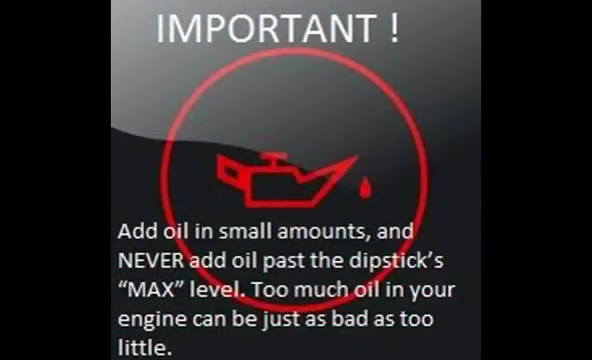 IMPORTANT !
Add oil in small amounts, and
NEVER add oil past the dipstick's
“MAX” level. Too much oil in your
engine can be just as bad as too
little.